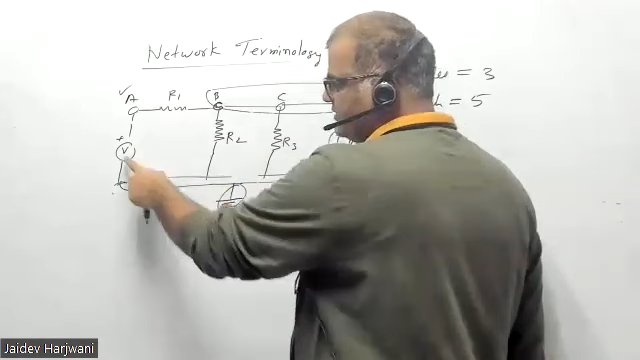 Network Terminology
= 3
= 5
A
R1
B
C
R2
R3
+
V
Jaidev Harjwani